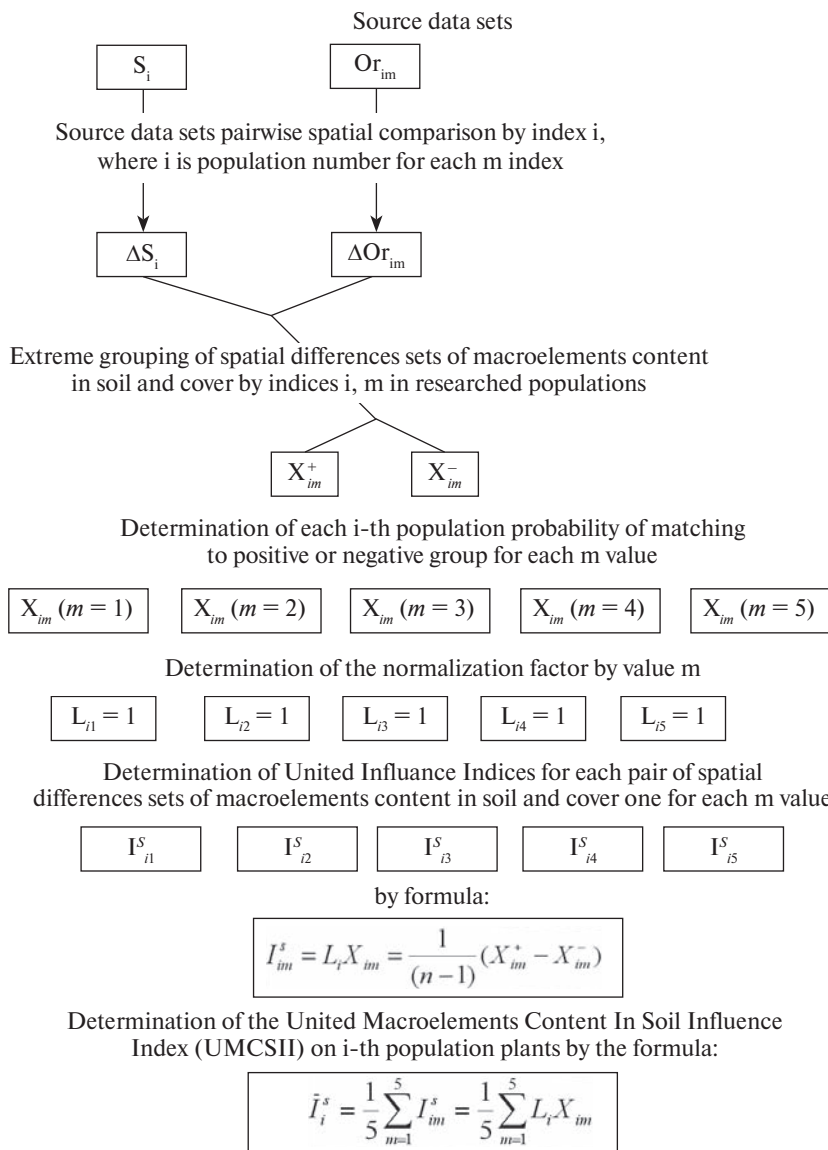 Source data sets
S_i Or_im
Source data sets pairwise spatial comparison by index i,
where i is population number for each m index
ΔS_i ΔOr_im
Extreme grouping of spatial differences sets of macroelements content
in soil and cover by indices i, m in researched populations
X^+_im X^−_im
Determination of each i-th population probability of matching
to positive or negative group for each m value
X_im (m = 1) X_im (m = 2) X_im (m = 3) X_im (m = 4) X_im (m = 5)
Determination of the normalization factor by value m
L_i1 = 1 L_i2 = 1 L_i3 = 1 L_i4 = 1 L_i5 = 1
Determination of United Influance Indices for each pair of spatial
differences sets of macroelements content in soil and cover one for each m value
I^S_i1 I^S_i2 I^S_i3 I^S_i4 I^S_i5
by formula:
I^s_im = L_i X_im = 1/(n − 1) (X^+_im − X^−_im)
Determination of the United Macroelements Content In Soil Influence
Index (UMCSII) on i-th population plants by the formula:
Ī^s_i = 1/5 ∑_{m=1}^{5} I^s_im = 1/5 ∑_{m=1}^{5} L_i X_im